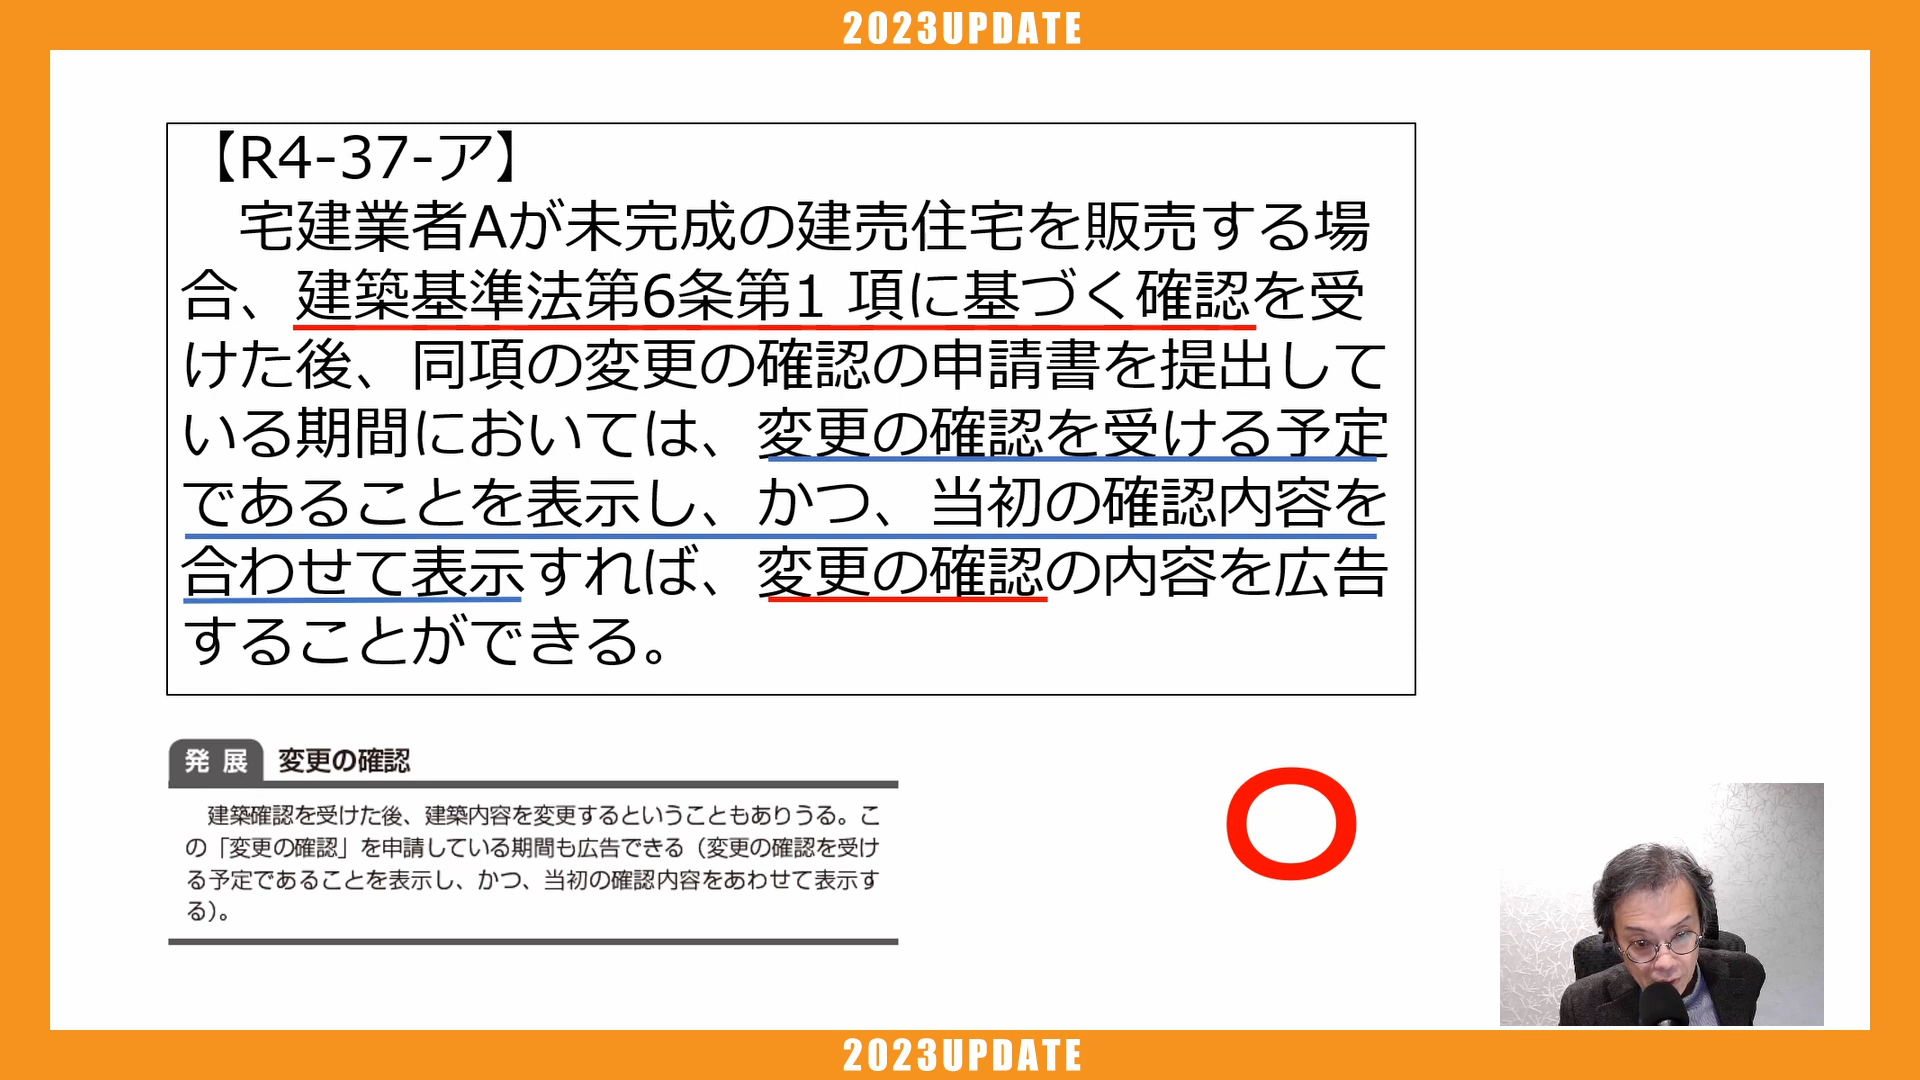 2023UPDATE
【R4-37-ア】
宅建業者Aが未完成の建売住宅を販売する場
合、建築基準法第6条第1 項に基づく確認を受
けた後、同項の変更の確認の申請書を提出して
いる期間においては、変更の確認を受ける予定
であることを表示し、かつ、当初の確認内容を
合わせて表示すれば、変更の確認の内容を広告
することができる。
発 展 変更の確認
建築確認を受けた後、建築内容を変更するということもありうる。こ
の「変更の確認」を申請している期間も広告できる（変更の確認を受け
る予定であることを表示し、かつ、当初の確認内容をあわせて表示す
る）。
2023UPDATE